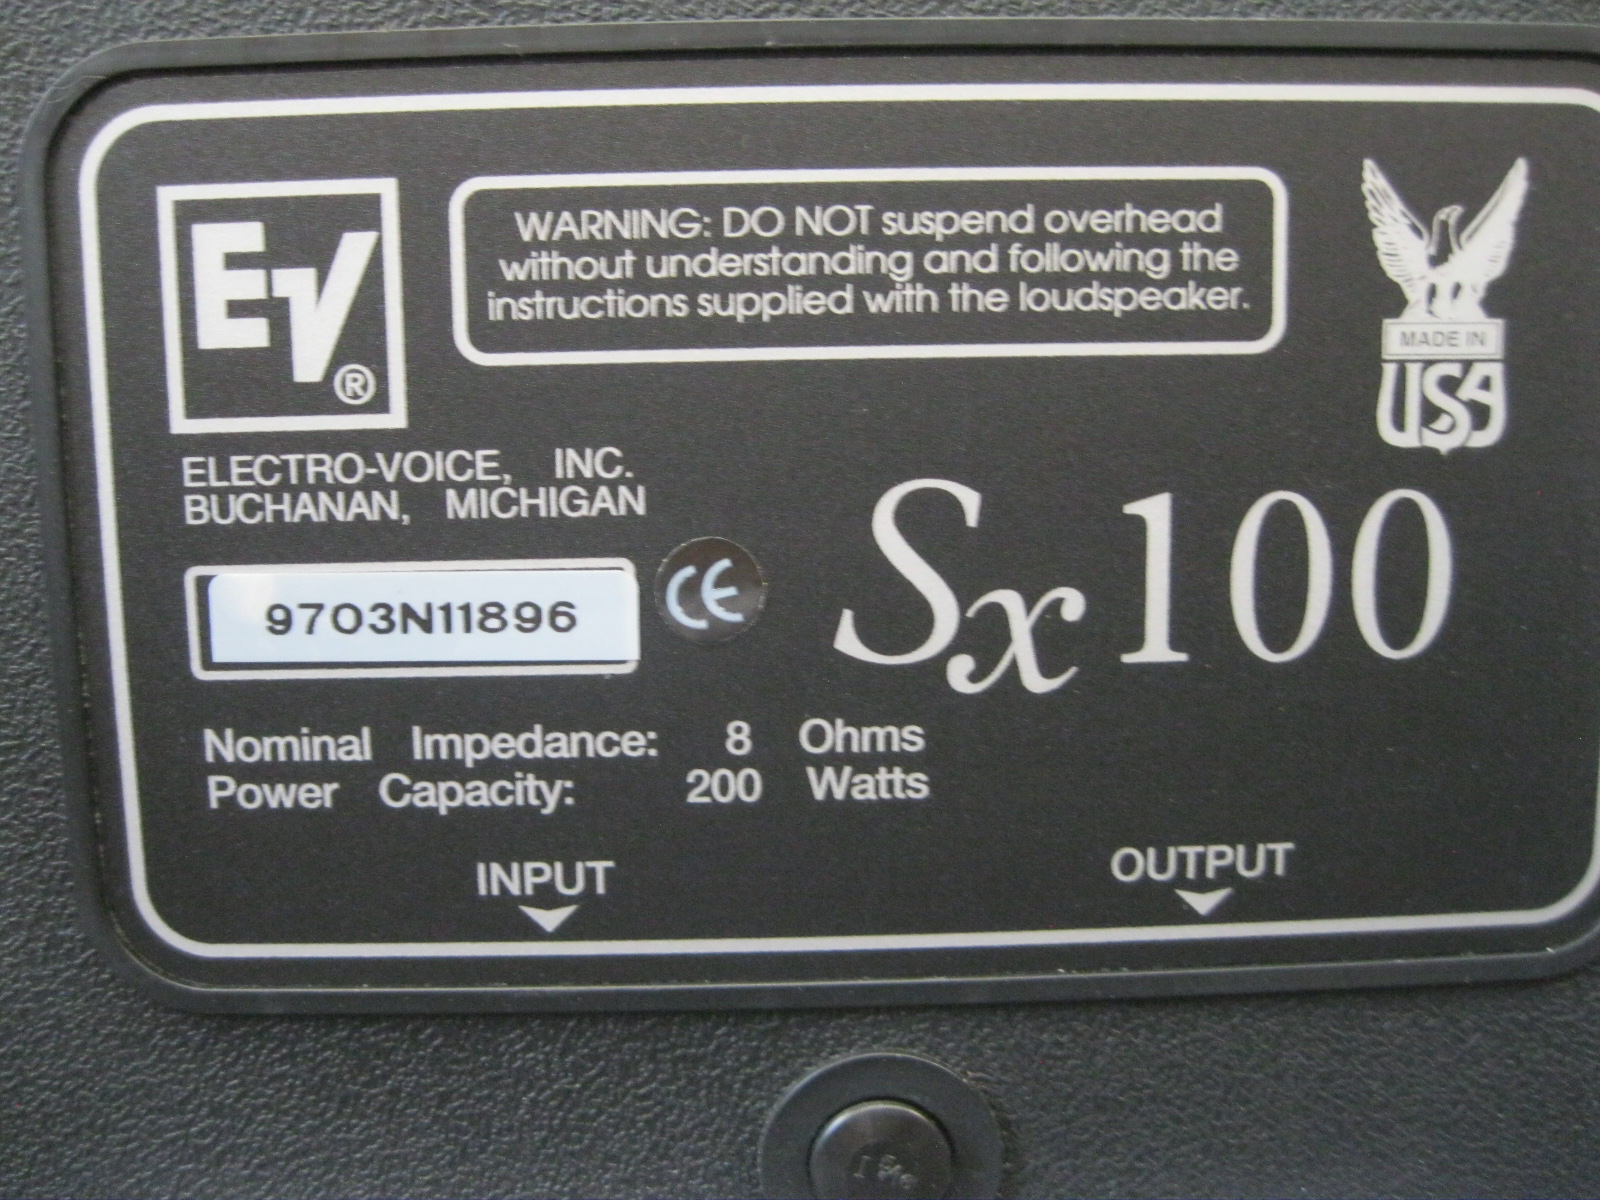 EV®
WARNING: DO NOT suspend overhead
without understanding and following the
instructions supplied with the loudspeaker.
MADE IN
USA
ELECTRO-VOICE, INC.
BUCHANAN, MICHIGAN
9703N11896
CE
Sx100
Nominal Impedance: 8 Ohms
Power Capacity: 200 Watts
INPUT
OUTPUT